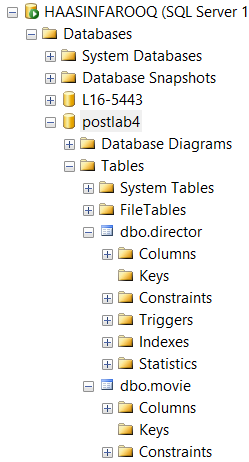 HAASINFAROOQ (SQL Server 1
Databases
System Databases
Database Snapshots
L16-5443
postlab4
Database Diagrams
Tables
System Tables
FileTables
dbo.director
Columns
Keys
Constraints
Triggers
Indexes
Statistics
dbo.movie
Columns
Keys
Constraints